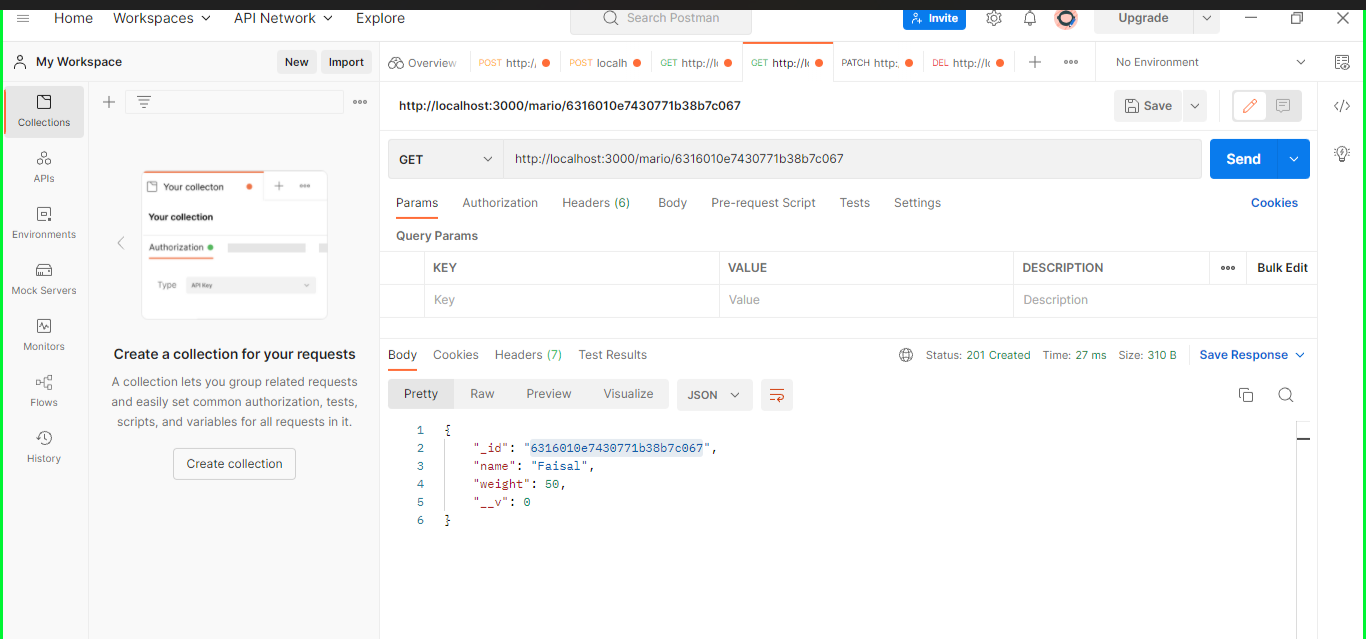 Home Workspaces API Network Explore Search Postman Invite Upgrade
My Workspace New Import Overview POST http:/ POST localh GET http://l GET http://l PATCH http: DEL http://l No Environment
Collections
APIs
Environments
Mock Servers
Monitors
Flows
History
Your collecton
Your collection
Authorization
Type API Key
Create a collection for your requests
A collection lets you group related requests
and easily set common authorization, tests,
scripts, and variables for all requests in it.
Create collection
http://localhost:3000/mario/6316010e7430771b38b7c067 Save
GET http://localhost:3000/mario/6316010e7430771b38b7c067 Send
Params Authorization Headers (6) Body Pre-request Script Tests Settings Cookies
Query Params
KEY VALUE DESCRIPTION Bulk Edit
Key Value Description
Body Cookies Headers (7) Test Results Status: 201 Created Time: 27 ms Size: 310 B Save Response
Pretty Raw Preview Visualize JSON
1 {
2 "_id": "6316010e7430771b38b7c067",
3 "name": "Faisal",
4 "weight": 50,
5 "__v": 0
6 }